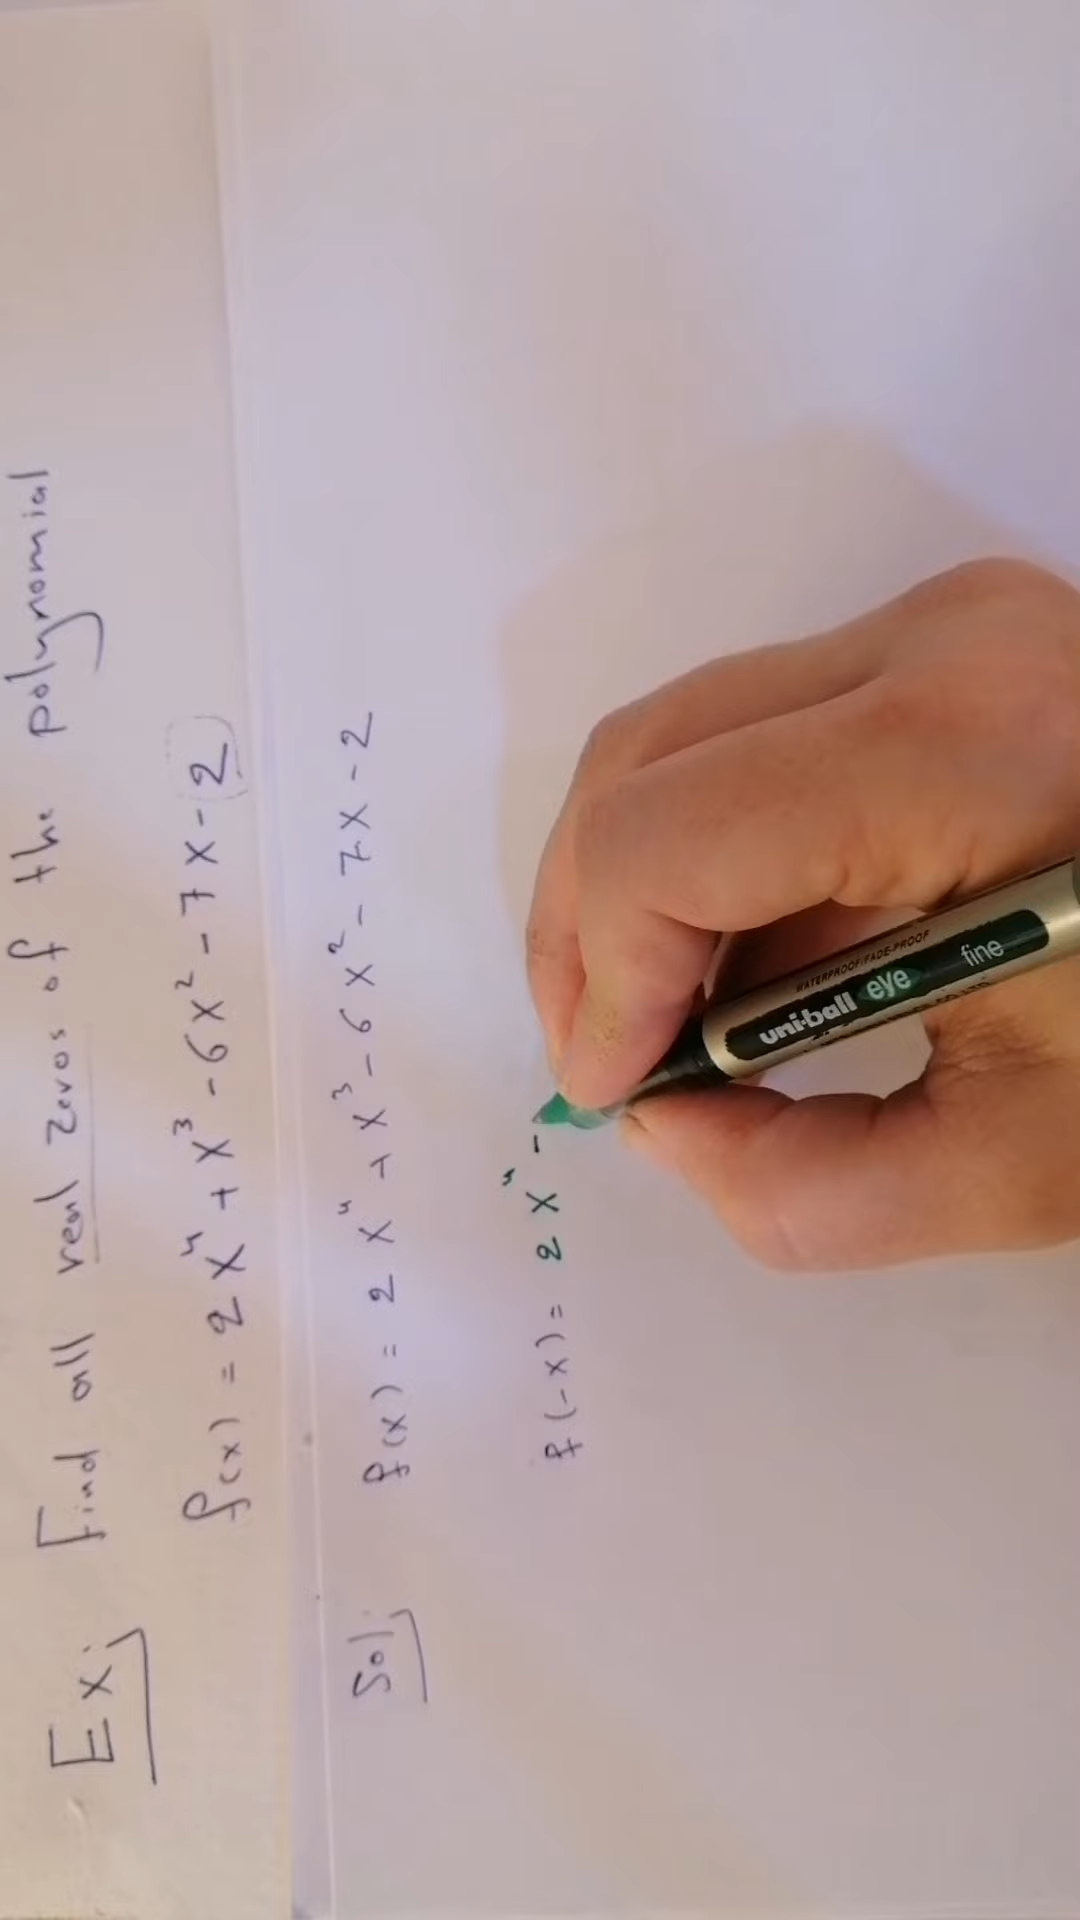 Ex: Find all real zeros of the polynomial
f(x) = 2x⁴ + x³ - 6x² - 7x - 2
Sol:
f(x) = 2x⁴ + x³ - 6x² - 7x - 2
f(-x) = 2x⁴ -
WATERPROOF/FADE-PROOF
uni-ball eye fine